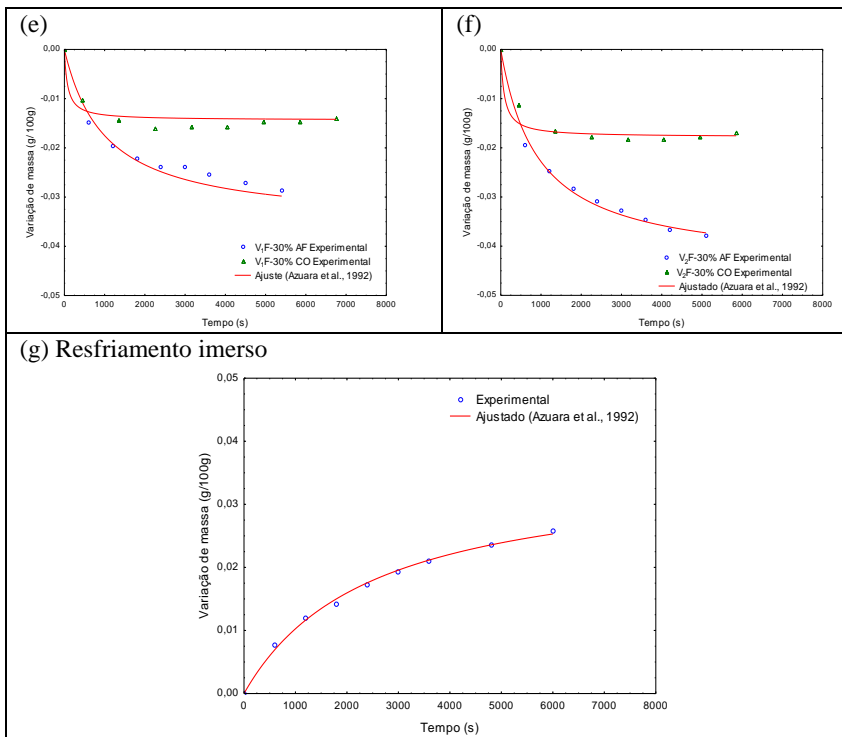 (e)
0,00
-0,01
-0,02
-0,03
-0,04
-0,05
Variação de massa (g/100g)
V₁F-30% AF Experimental
V₁F-30% CO Experimental
Ajuste (Azuara et al., 1992)
0 1000 2000 3000 4000 5000 6000 7000 8000
Tempo (s)
(f)
0,00
-0,01
-0,02
-0,03
-0,04
-0,05
Variação de massa (g/100g)
V₂F-30% AF Experimental
V₂F-30% CO Experimental
Ajustado (Azuara et al., 1992)
0 1000 2000 3000 4000 5000 6000 7000 8000
Tempo (s)
(g) Resfriamento imerso
0,05
0,04
0,03
0,02
0,01
0,00
Variação de massa (g/100g)
Experimental
Ajustado (Azuara et al., 1992)
0 1000 2000 3000 4000 5000 6000 7000 8000
Tempo (s)